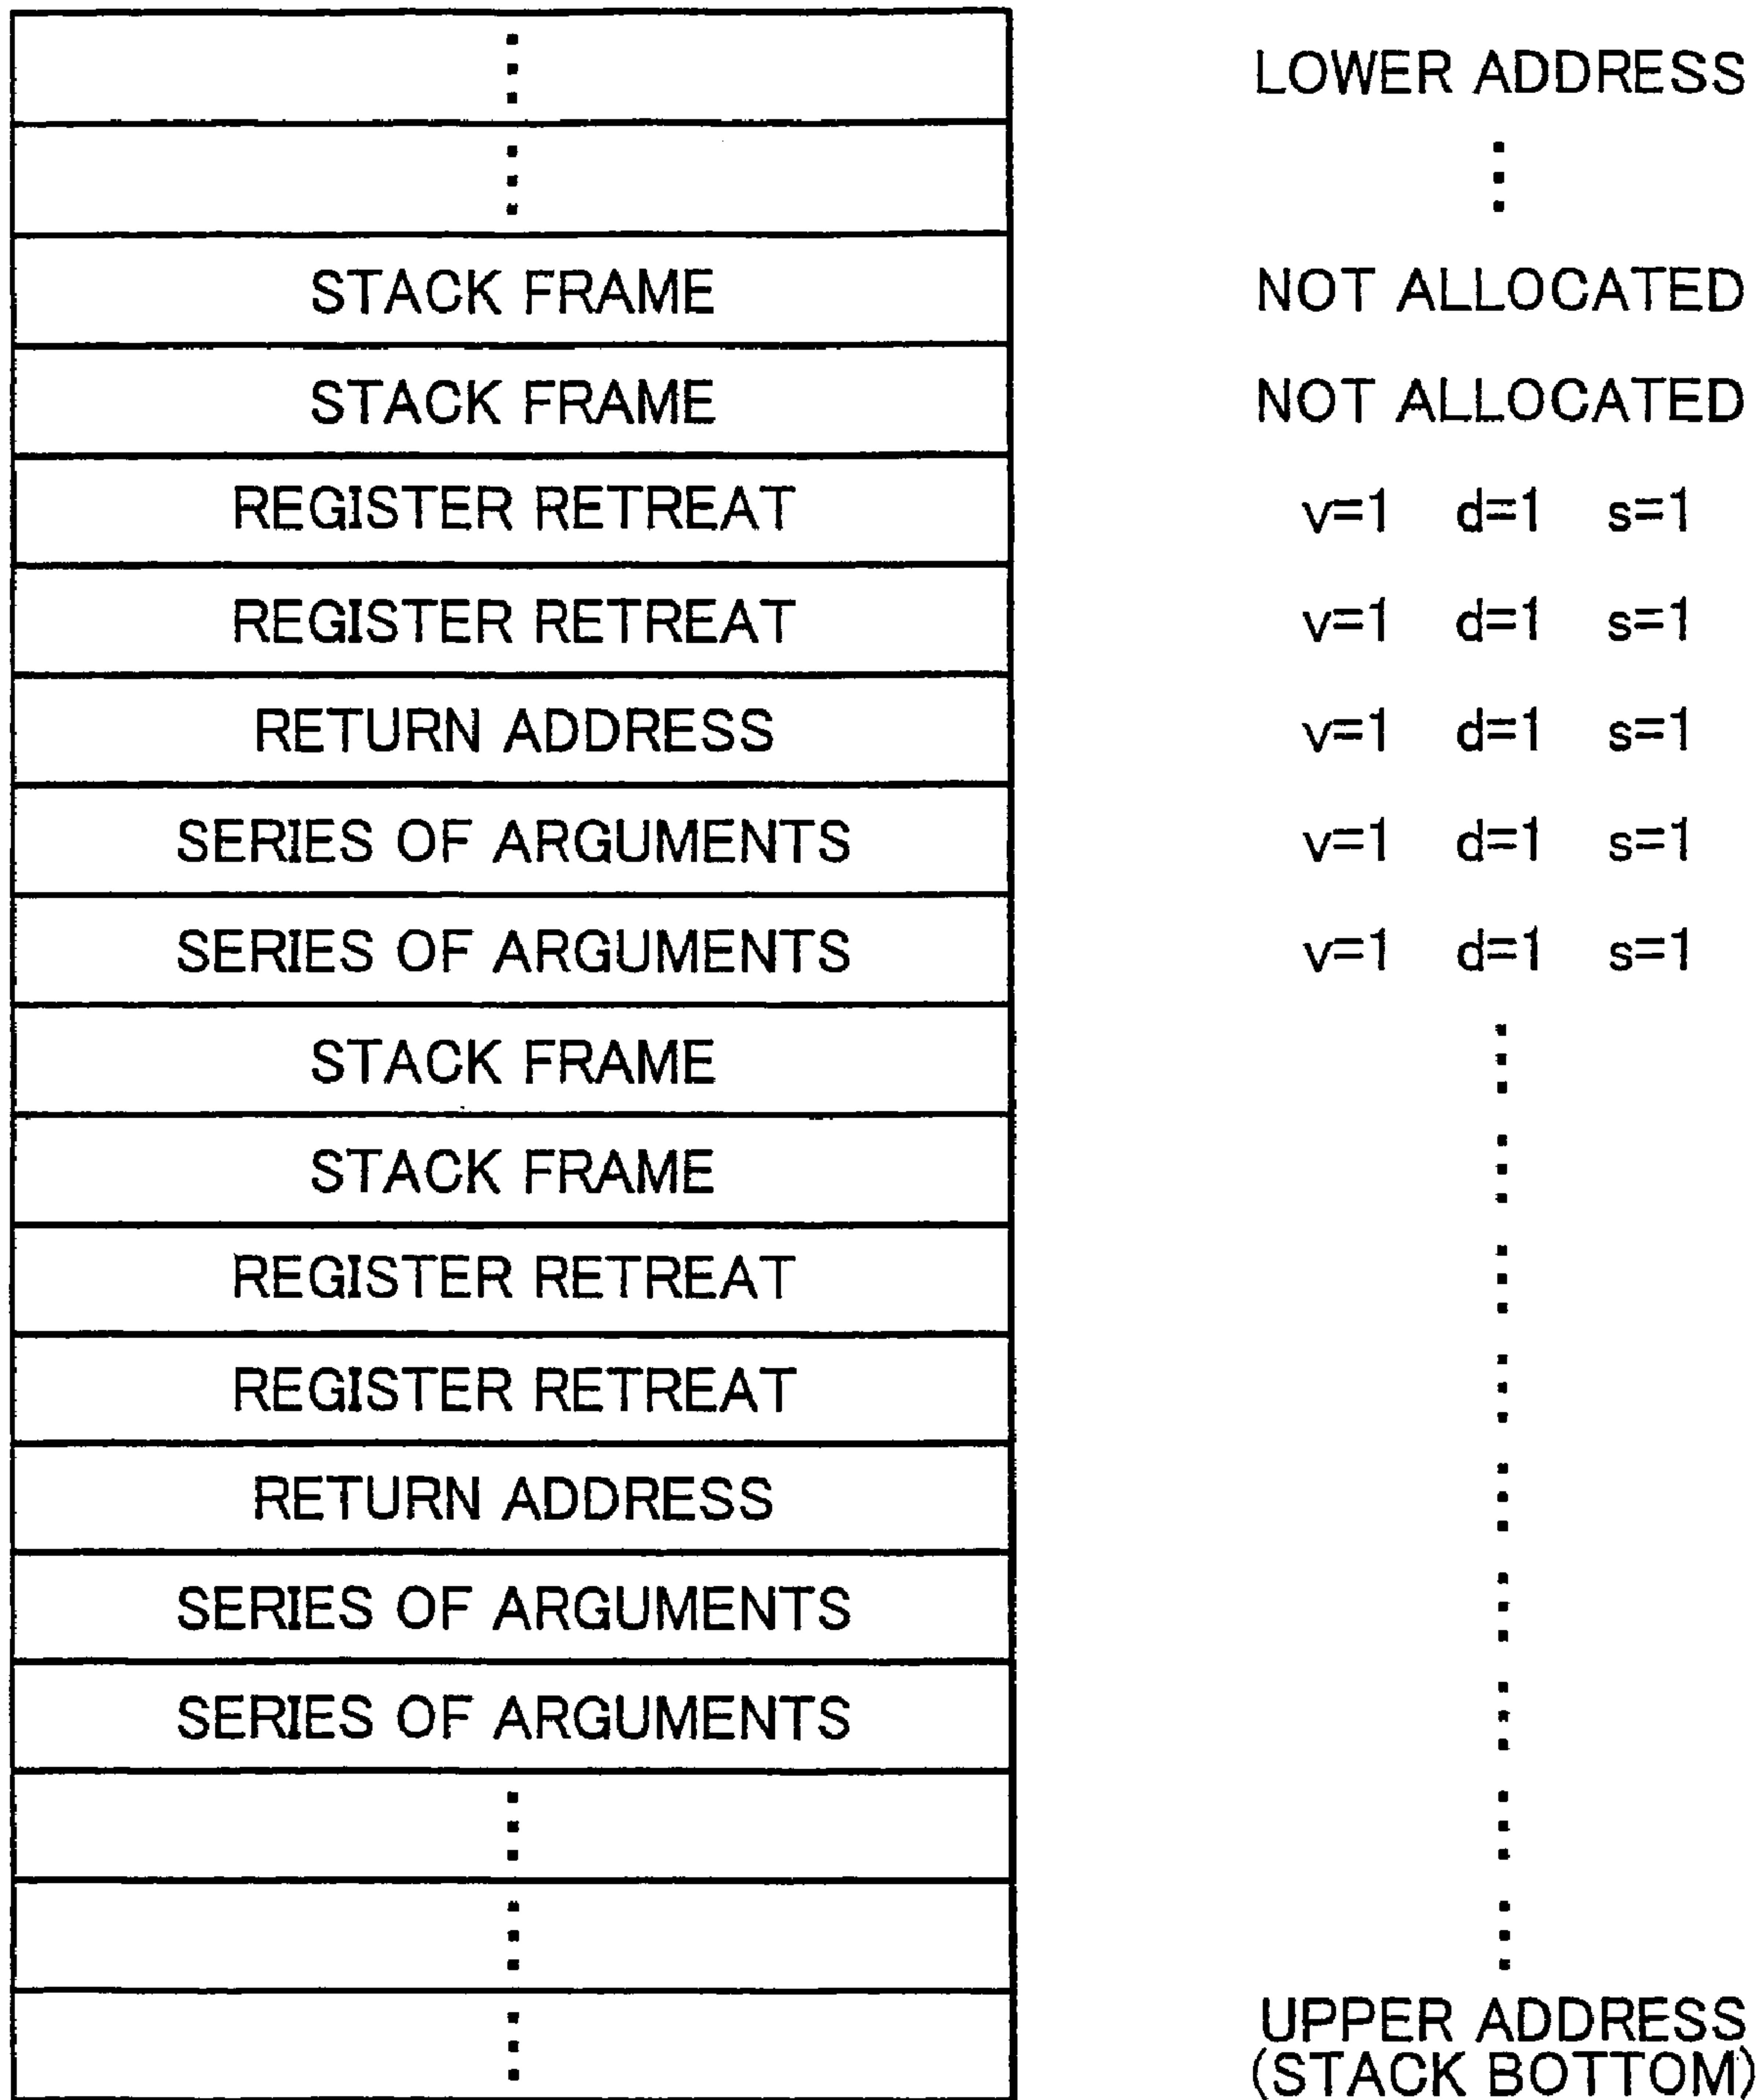 LOWER ADDRESS
STACK FRAME NOT ALLOCATED
STACK FRAME NOT ALLOCATED
REGISTER RETREAT v=1 d=1 s=1
REGISTER RETREAT v=1 d=1 s=1
RETURN ADDRESS v=1 d=1 s=1
SERIES OF ARGUMENTS v=1 d=1 s=1
SERIES OF ARGUMENTS v=1 d=1 s=1
STACK FRAME
STACK FRAME
REGISTER RETREAT
REGISTER RETREAT
RETURN ADDRESS
SERIES OF ARGUMENTS
SERIES OF ARGUMENTS
UPPER ADDRESS
(STACK BOTTOM)